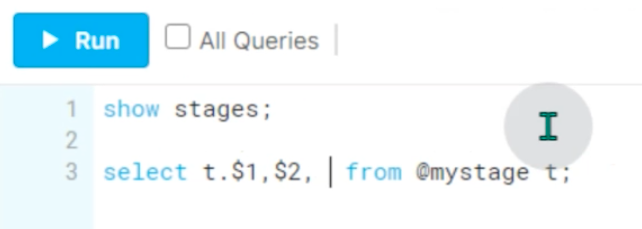 Run All Queries
1 show stages;
2
3 select t.$1,$2, from @mystage t;